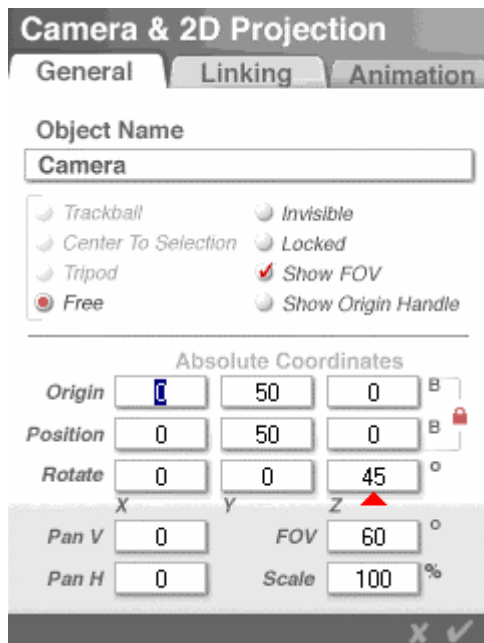 Camera & 2D Projection
General Linking Animation
Object Name
Camera
Trackball Invisible
Center To Selection Locked
Tripod Show FOV
Free Show Origin Handle
Absolute Coordinates
Origin 0 50 0 B
Position 0 50 0 B
Rotate 0 0 45 °
X Y Z
Pan V 0 FOV 60 °
Pan H 0 Scale 100 %